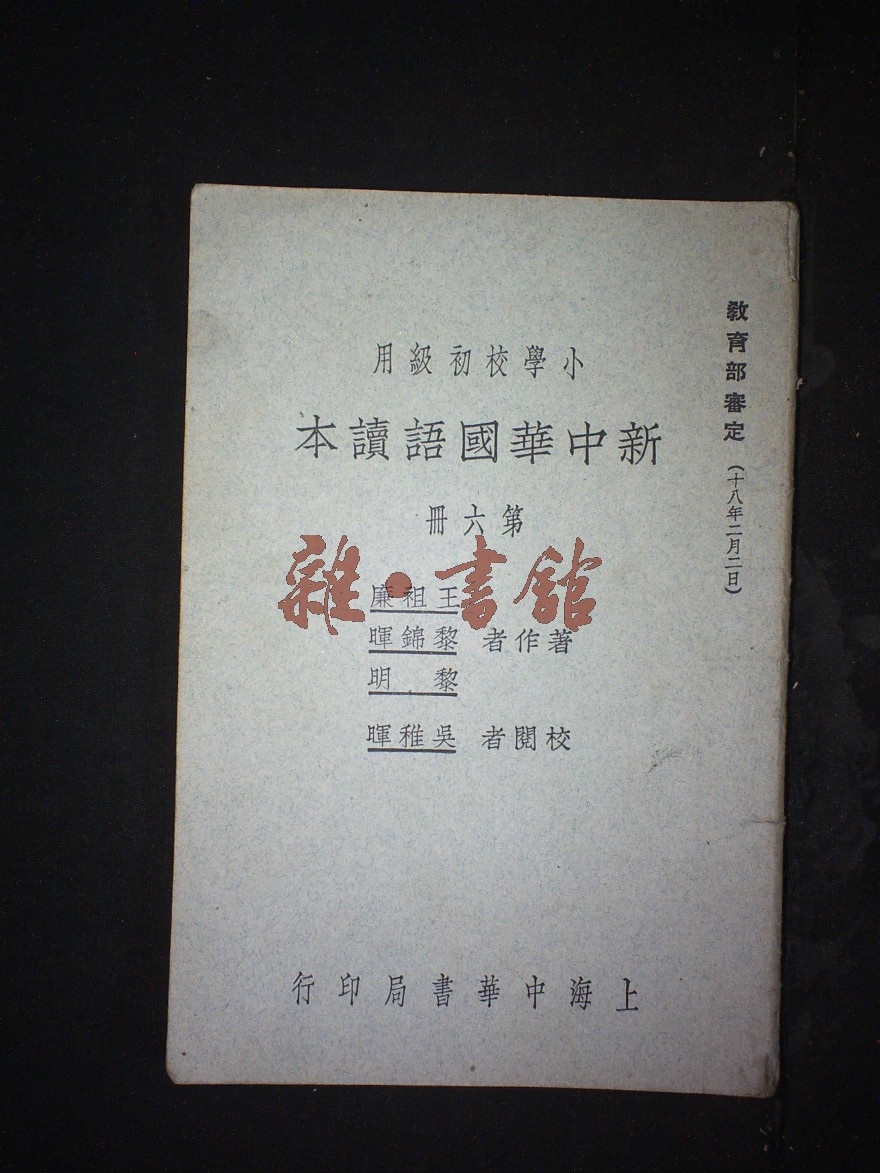 教育部審定(十八年二月二日)
小學校初級用
新中華國語讀本
第六冊
雜·書館
王祖廉
著作者 黎錦暉
黎明
校閱者 吳稚暉
上海中華書局印行